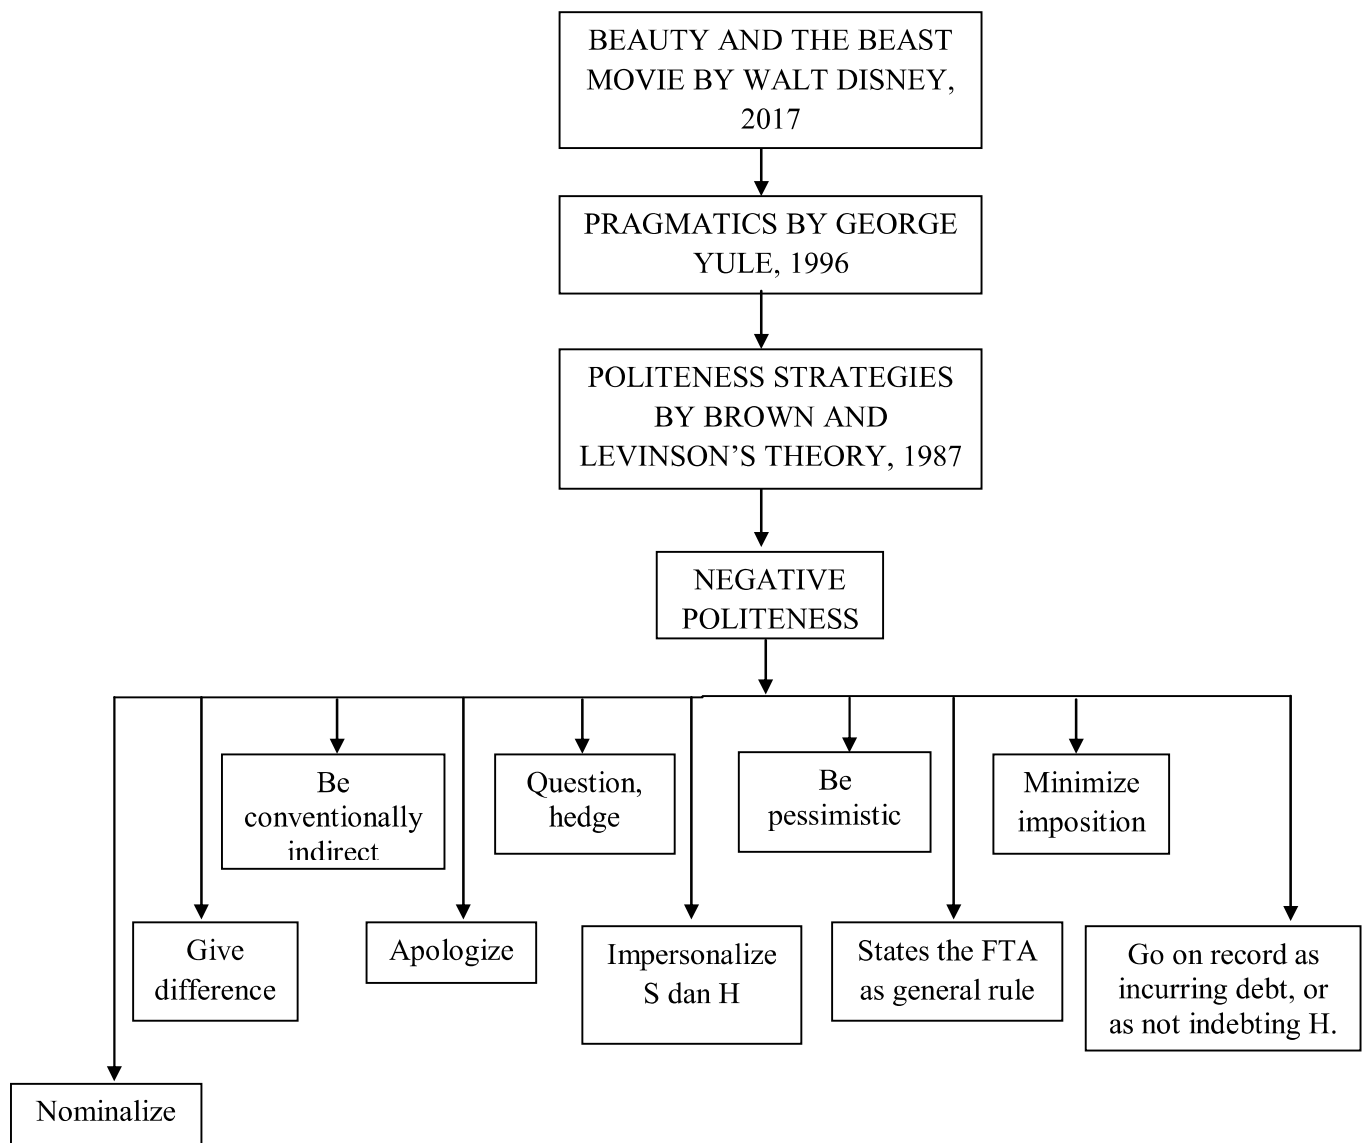 BEAUTY AND THE BEAST
MOVIE BY WALT DISNEY,
2017
PRAGMATICS BY GEORGE
YULE, 1996
POLITENESS STRATEGIES
BY BROWN AND
LEVINSON’S THEORY, 1987
NEGATIVE
POLITENESS
Be
conventionally
indirect
Question,
hedge
Be
pessimistic
Minimize
imposition
Give
difference
Apologize
Impersonalize
S dan H
States the FTA
as general rule
Go on record as
incurring debt, or
as not indebting H.
Nominalize